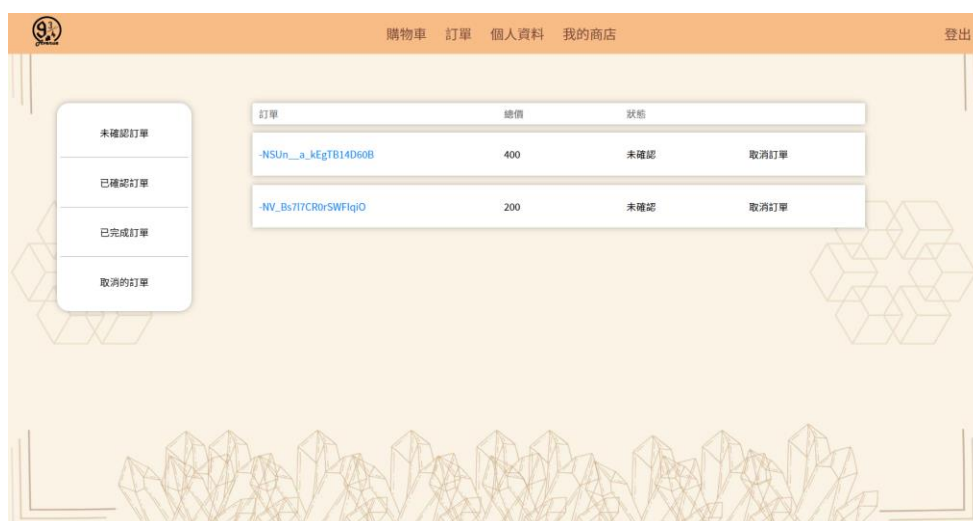 93
Avenue
購物車 訂單 個人資料 我的商店 登出
未確認訂單
已確認訂單
已完成訂單
取消的訂單
訂單 總價 狀態
-NSUn__a_kEgTB14D60B 400 未確認 取消訂單
-NV_Bs7l7CR0rSWFIqiO 200 未確認 取消訂單